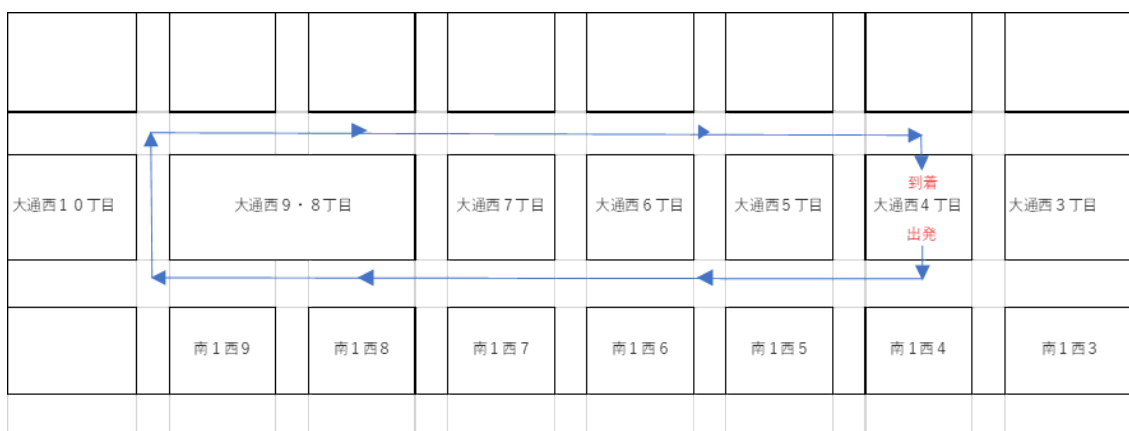 到着
大通西１０丁目
大通西９・８丁目
大通西７丁目
大通西６丁目
大通西５丁目
大通西４丁目
大通西３丁目
出発
南１西９
南１西８
南１西７
南１西６
南１西５
南１西４
南１西３